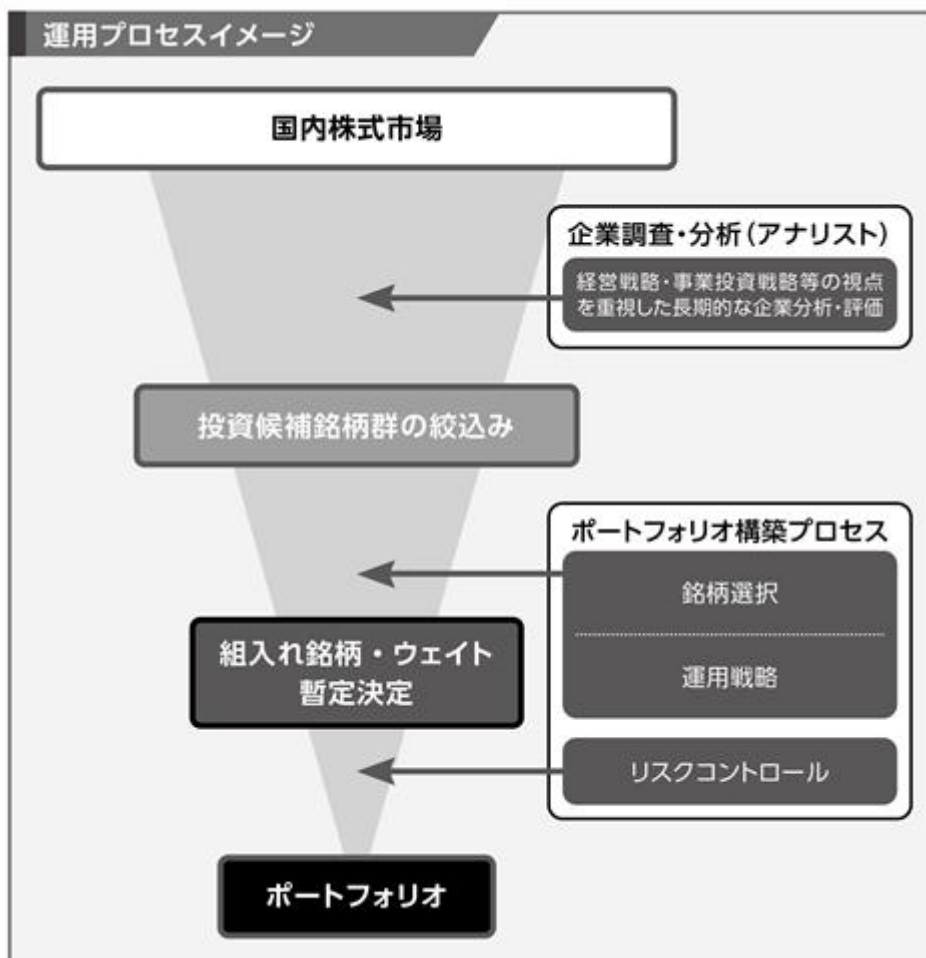 運用プロセスイメージ
国内株式市場
企業調査・分析(アナリスト)
経営戦略・事業投資戦略等の視点
を重視した長期的な企業分析・評価
投資候補銘柄群の絞込み
ポートフォリオ構築プロセス
銘柄選択
運用戦略
組入れ銘柄・ウェイト
暫定決定
リスクコントロール
ポートフォリオ